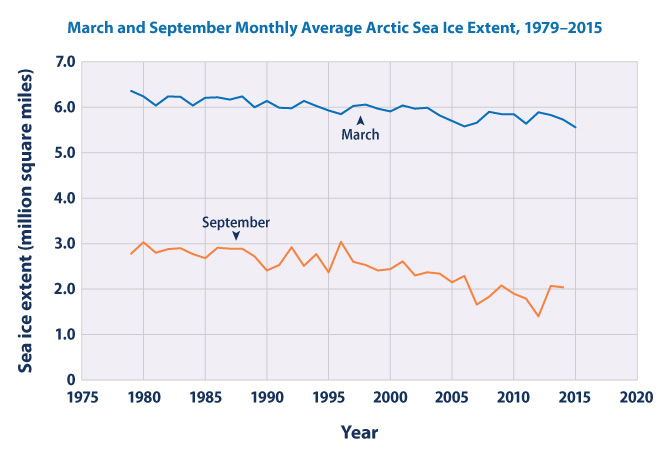 March and September Monthly Average Arctic Sea Ice Extent, 1979–2015
Sea ice extent (million square miles)
7.0
6.0
5.0
4.0
3.0
2.0
1.0
0
March
September
1975 1980 1985 1990 1995 2000 2005 2010 2015 2020
Year